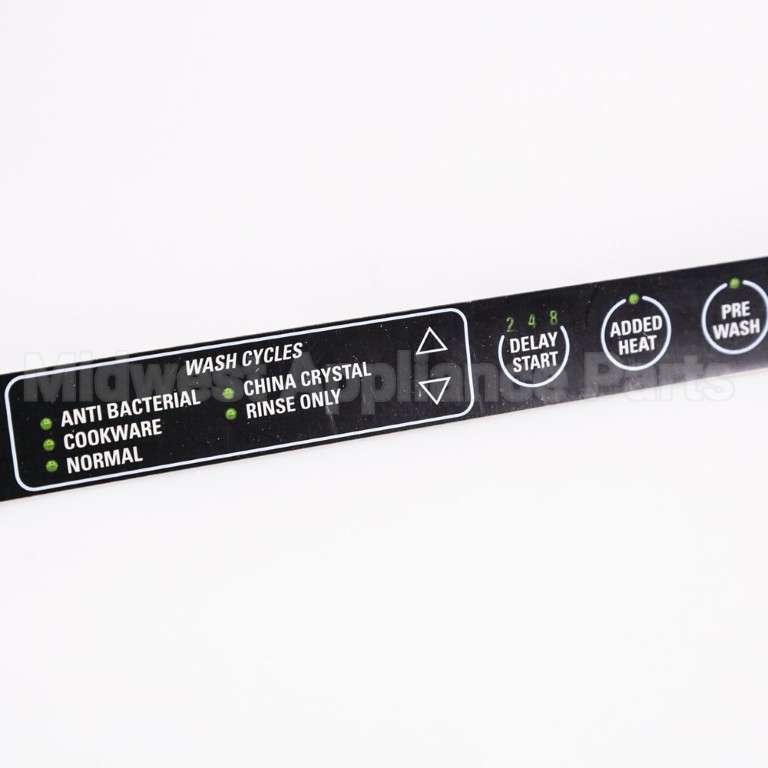 WASH CYCLES
ANTI BACTERIAL
COOKWARE
NORMAL
CHINA CRYSTAL
RINSE ONLY
2 4 8
DELAY
START
ADDED
HEAT
PRE
WASH
Midwest Appliance Parts